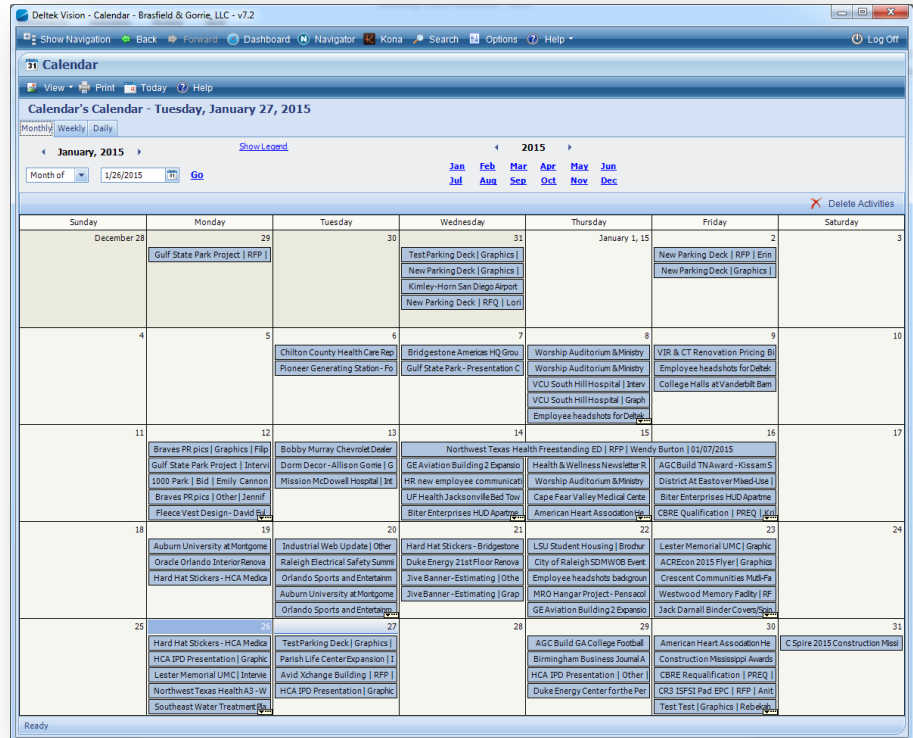 Deltek Vision - Calendar - Brasfield & Gorrie, LLC - v7.2
Show Navigation Back Forward Dashboard Navigator Kona Search Options Help Log Off
31 Calendar
View Print Today Help
Calendar's Calendar - Tuesday, January 27, 2015
Monthly Weekly Daily
January, 2015 Show Legend 2015
Jan Feb Mar Apr May Jun
Month of 1/26/2015 Go Jul Aug Sep Oct Nov Dec
Delete Activities
Sunday Monday Tuesday Wednesday Thursday Friday Saturday
December 28 29 30 31 January 1, 15 2 3
Gulf State Park Project | RFP | Test Parking Deck | Graphics | New Parking Deck | RFP | Erin
New Parking Deck | Graphics | New Parking Deck | Graphics |
Kimley-Horn San Diego Airport
New Parking Deck | RFQ | Lori
4 5 6 7 8 9 10
Chilton County Health Care Rep Bridgestone Americas HQ Grou Worship Auditorium & Ministry VIR & CT Renovation Pricing Bi
Pioneer Generating Station - Fo Gulf State Park - Presentation C Worship Auditorium & Ministry Employee headshots for Deltek
VCU South Hill Hospital | Interv College Halls at Vanderbilt Bam
VCU South Hill Hospital | Graph
Employee headshots for Deltek
11 12 13 14 15 16 17
Braves PR pics | Graphics | Filip Bobby Murray Chevrolet Dealer Northwest Texas Health Freestanding ED | RFP | Wendy Burton | 01/07/2015
Gulf State Park Project | Intervi Dorm Decor - Allison Gorrie | G GE Aviation Building 2 Expansio Health & Wellness Newsletter R AGC Build TN Award - Kissam S
1000 Park | Bid | Emily Cannon Mission McDowell Hospital | Int HR new employee communicati Worship Auditorium & Ministry District At Eastover Mixed-Use |
Braves PR pics | Other | Jennif UF Health Jacksonville Bed Tow Cape Fear Valley Medical Cente Biter Enterprises HUD Apartme
Fleece Vest Design - David Ful Biter Enterprises HUD Apartme American Heart Association He CBRE Qualification | PREQ | Kri
18 19 20 21 22 23 24
Auburn University at Montgome Industrial Web Update | Other Hard Hat Stickers - Bridgestone LSU Student Housing | Brochur Lester Memorial UMC | Graphic
Oracle Orlando Interior Renova Raleigh Electrical Safety Summi Duke Energy 21st Floor Renova City of Raleigh SDMWOB Event ACREcon 2015 Flyer | Graphics
Hard Hat Stickers - HCA Medica Orlando Sports and Entertainm Jive Banner - Estimating | Othe Employee headshots backgroun Crescent Communities Mutli-Fa
Auburn University at Montgome Jive Banner - Estimating | Grap MRO Hangar Project - Pensacol Westwood Memory Facility | RF
Orlando Sports and Entertainm GE Aviation Building 2 Expansio Jack Darnall Binder Covers/Spin
25 26 27 28 29 30 31
Hard Hat Stickers - HCA Medica Test Parking Deck | Graphics | AGC Build GA College Football American Heart Association He C Spire 2015 Construction Missi
HCA IPD Presentation | Graphic Parish Life Center Expansion | I Birmingham Business Journal A Construction Mississippi Awards
Lester Memorial UMC | Intervie Avid Xchange Building | RFP | HCA IPD Presentation | Other | CBRE Requalification | PREQ |
Northwest Texas Health A3 - W HCA IPD Presentation | Graphic Duke Energy Center for the Per CR3 ISFSI Pad EPC | RFP | Anit
Southeast Water Treatment Pla Test Test | Graphics | Rebekah
Ready